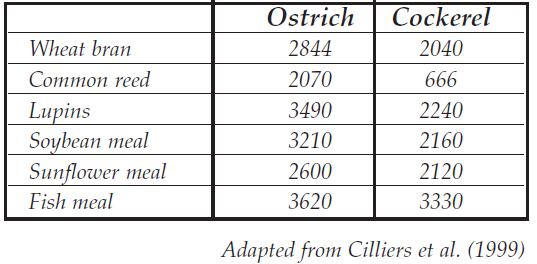 Ostrich Cockerel
Wheat bran 2844 2040
Common reed 2070 666
Lupins 3490 2240
Soybean meal 3210 2160
Sunflower meal 2600 2120
Fish meal 3620 3330
Adapted from Cilliers et al. (1999)